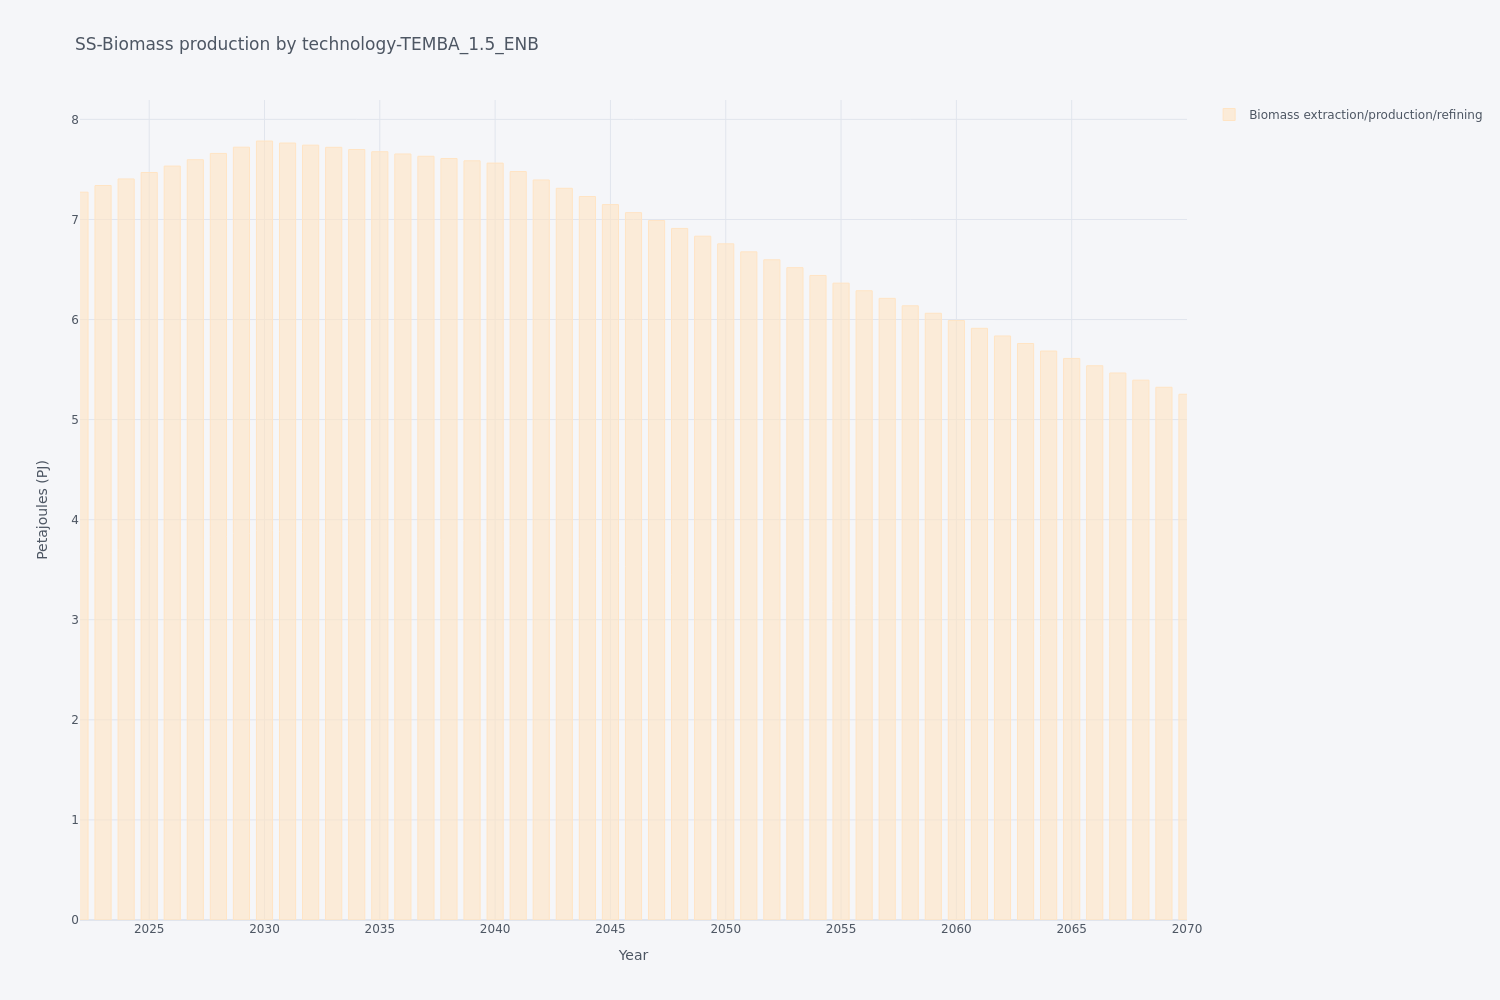 SS-Biomass production by technology-TEMBA_1.5_ENB
Biomass extraction/production/refining
8
7
6
5
4
3
2
1
0
Petajoules (PJ)
2025 2030 2035 2040 2045 2050 2055 2060 2065 2070
Year